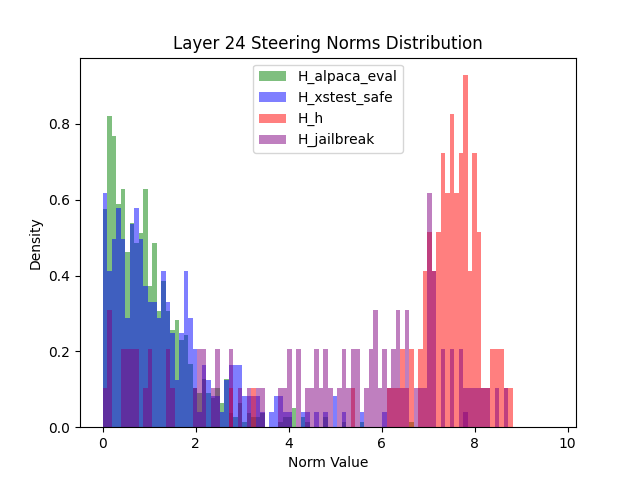 Layer 24 Steering Norms Distribution
H_alpaca_eval
H_xstest_safe
H_h
H_jailbreak
Density
0.8
0.6
0.4
0.2
0.0
0 2 4 6 8 10
Norm Value